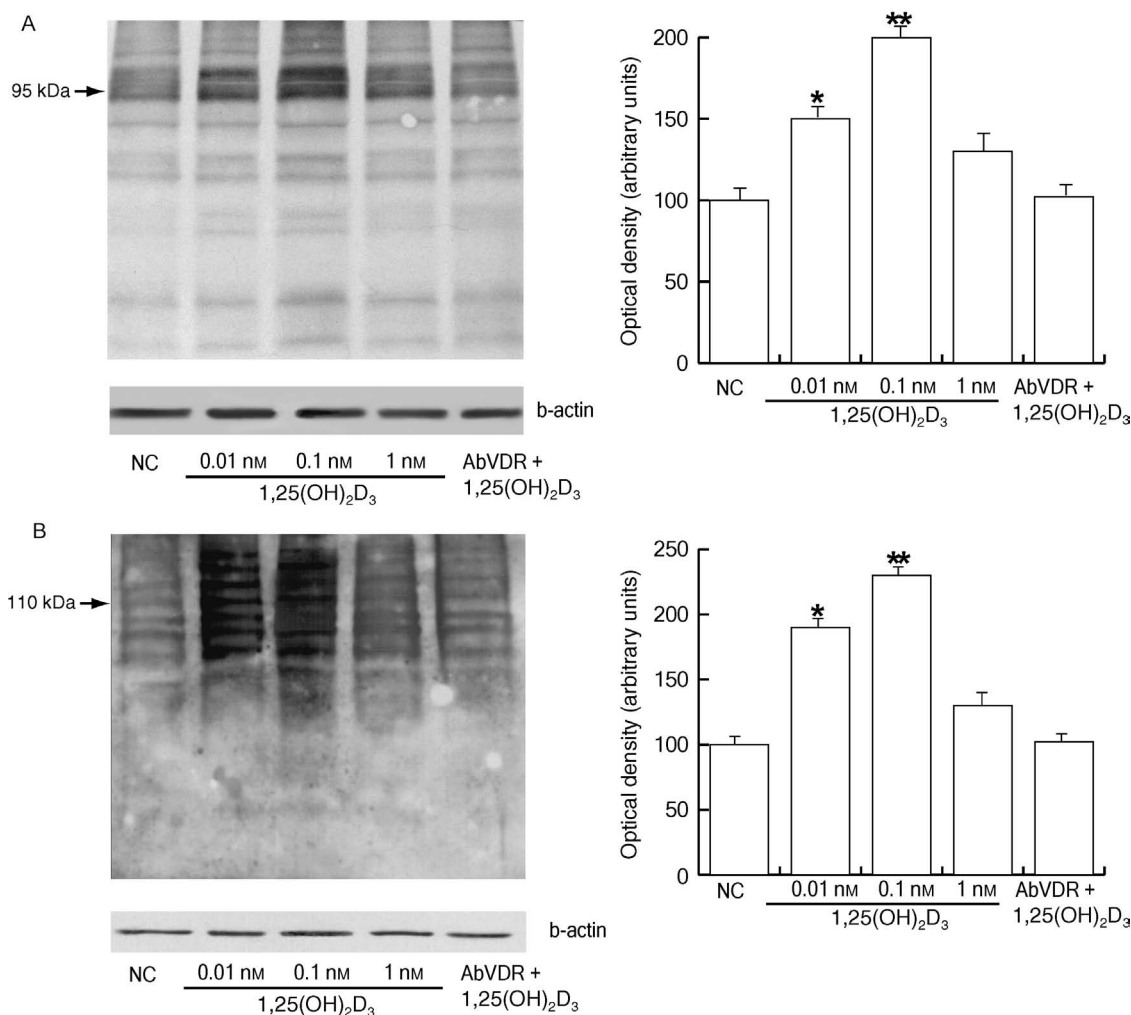 A
95 kDa
b-actin
NC
0.01 nM 0.1 nM 1 nM
AbVDR +
1,25(OH)₂D₃
1,25(OH)₂D₃
Optical density (arbitrary units)
200
150
100
50
0
*
**
NC
0.01 nM 0.1 nM 1 nM
AbVDR +
1,25(OH)₂D₃
1,25(OH)₂D₃
B
110 kDa
b-actin
NC
0.01 nM 0.1 nM 1 nM
AbVDR +
1,25(OH)₂D₃
1,25(OH)₂D₃
Optical density (arbitrary units)
250
200
150
100
50
0
*
**
NC
0.01 nM 0.1 nM 1 nM
AbVDR +
1,25(OH)₂D₃
1,25(OH)₂D₃